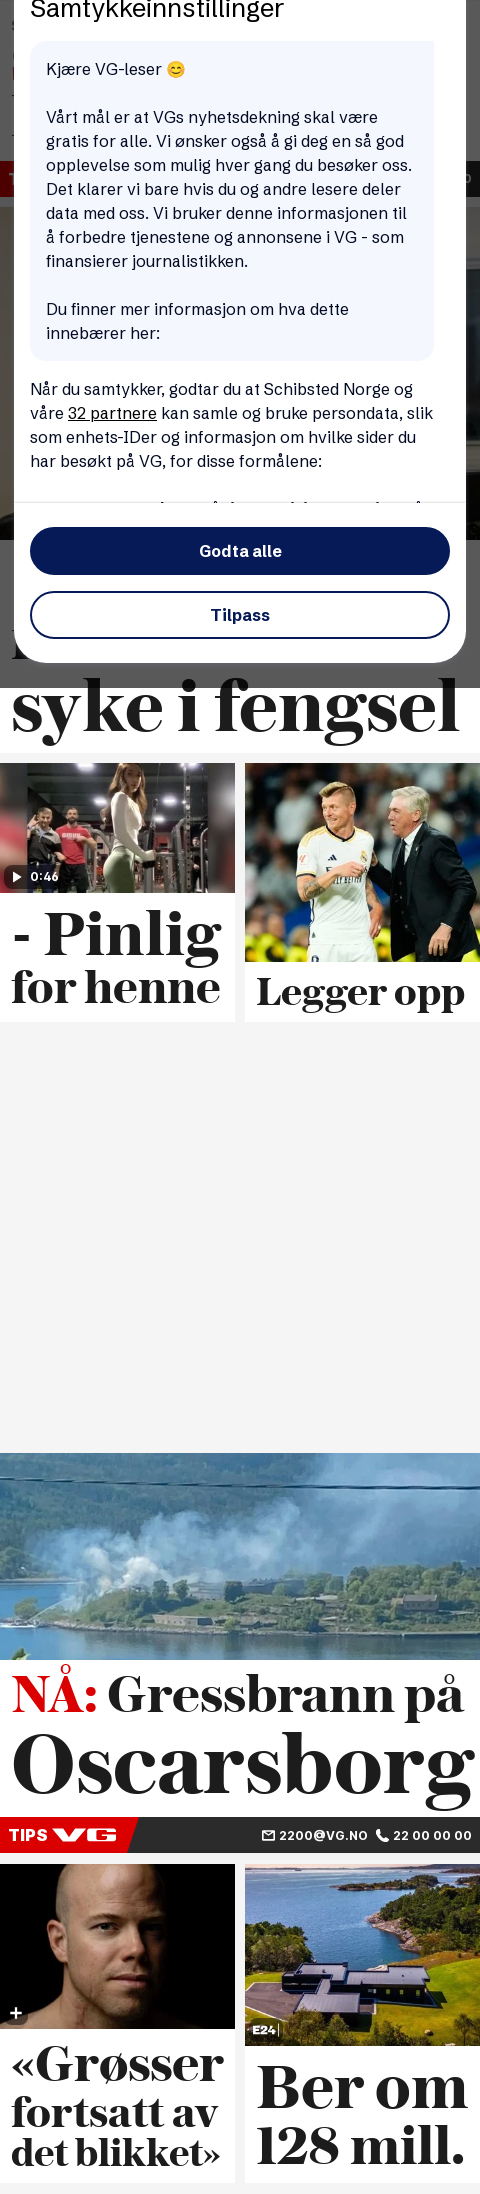 Samtykkeinnstillinger
Kjære VG-leser 😊
Vårt mål er at VGs nyhetsdekning skal være
gratis for alle. Vi ønsker også å gi deg en så god
opplevelse som mulig hver gang du besøker oss.
Det klarer vi bare hvis du og andre lesere deler
data med oss. Vi bruker denne informasjonen til
å forbedre tjenestene og annonsene i VG - som
finansierer journalistikken.
Du finner mer informasjon om hva dette
innebærer her:
Når du samtykker, godtar du at Schibsted Norge og
våre 32 partnere kan samle og bruke persondata, slik
som enhets-IDer og informasjon om hvilke sider du
har besøkt på VG, for disse formålene:
Godta alle
Tilpass
syke i fengsel
0:46
- Pinlig
for henne
Legger opp
NÅ: Gressbrann på
Oscarsborg
TIPS VG
2200@VG.NO 22 00 00 00
«Grøsser
fortsatt av
det blikket»
E24
Ber om
128 mill.